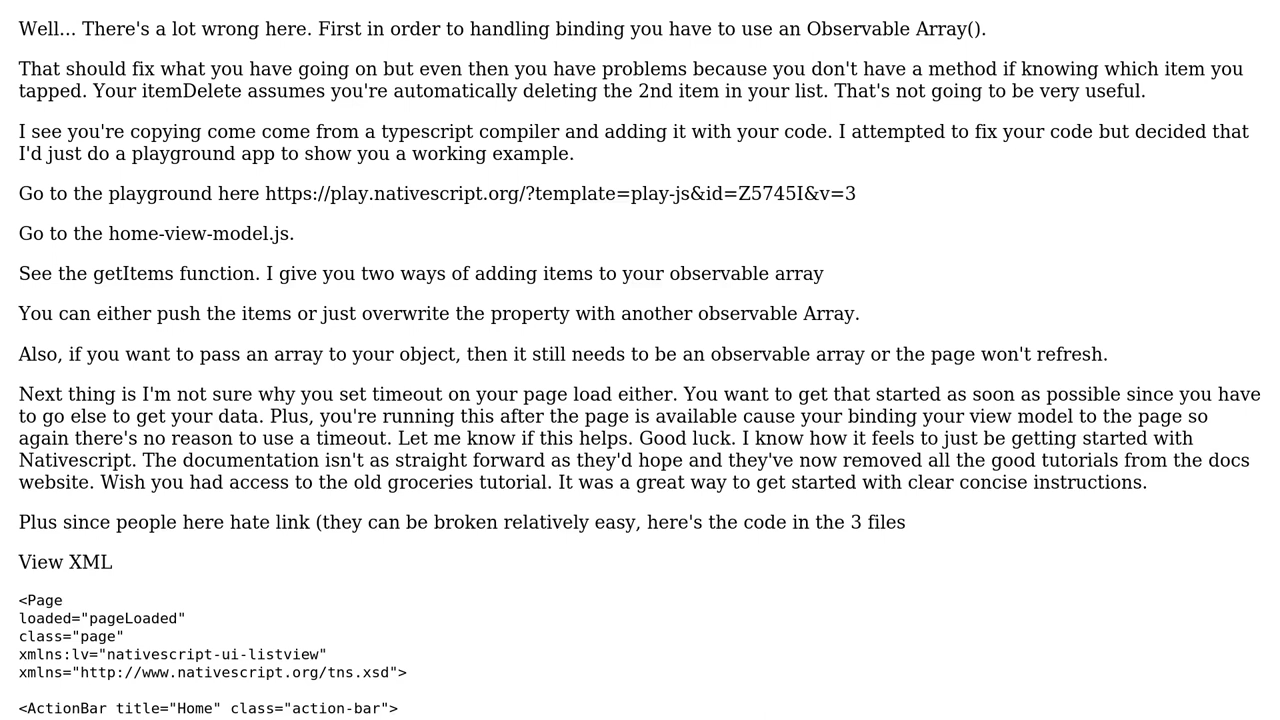 Well... There's a lot wrong here. First in order to handling binding you have to use an Observable Array().
That should fix what you have going on but even then you have problems because you don't have a method if knowing which item you
tapped. Your itemDelete assumes you're automatically deleting the 2nd item in your list. That's not going to be very useful.
I see you're copying come come from a typescript compiler and adding it with your code. I attempted to fix your code but decided that
I'd just do a playground app to show you a working example.
Go to the playground here https://play.nativescript.org/?template=play-js&id=Z5745I&v=3
Go to the home-view-model.js.
See the getItems function. I give you two ways of adding items to your observable array
You can either push the items or just overwrite the property with another observable Array.
Also, if you want to pass an array to your object, then it still needs to be an observable array or the page won't refresh.
Next thing is I'm not sure why you set timeout on your page load either. You want to get that started as soon as possible since you have
to go else to get your data. Plus, you're running this after the page is available cause your binding your view model to the page so
again there's no reason to use a timeout. Let me know if this helps. Good luck. I know how it feels to just be getting started with
Nativescript. The documentation isn't as straight forward as they'd hope and they've now removed all the good tutorials from the docs
website. Wish you had access to the old groceries tutorial. It was a great way to get started with clear concise instructions.
Plus since people here hate link (they can be broken relatively easy, here's the code in the 3 files
View XML
<Page
loaded="pageLoaded"
class="page"
xmlns:lv="nativescript-ui-listview"
xmlns="http://www.nativescript.org/tns.xsd">
<ActionBar title="Home" class="action-bar">